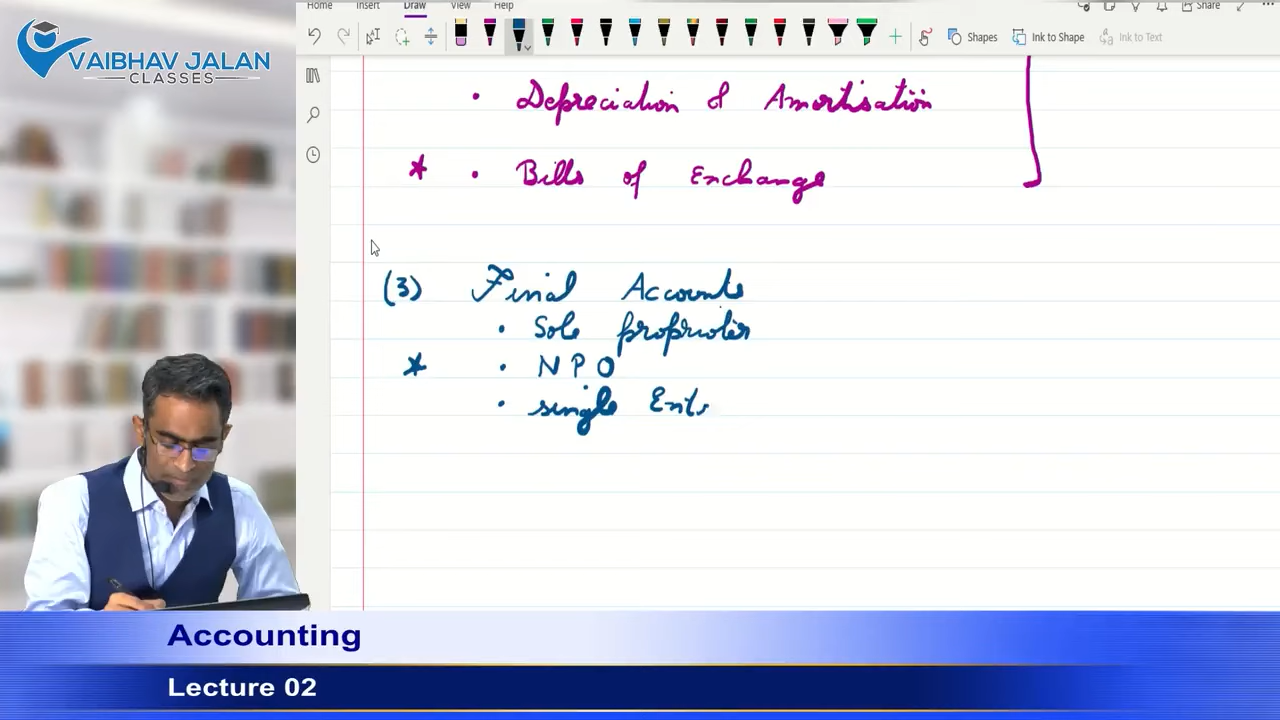 Home Insert Draw View Help Share
VAIBHAV JALAN
CLASSES
Shapes Ink to Shape Ink to Text
• Depreciation & Amortisation
* • Bills of Exchange
(3) Final Accounts
• Sole proprietor
* • NPO
• single Ent
Accounting
Lecture 02